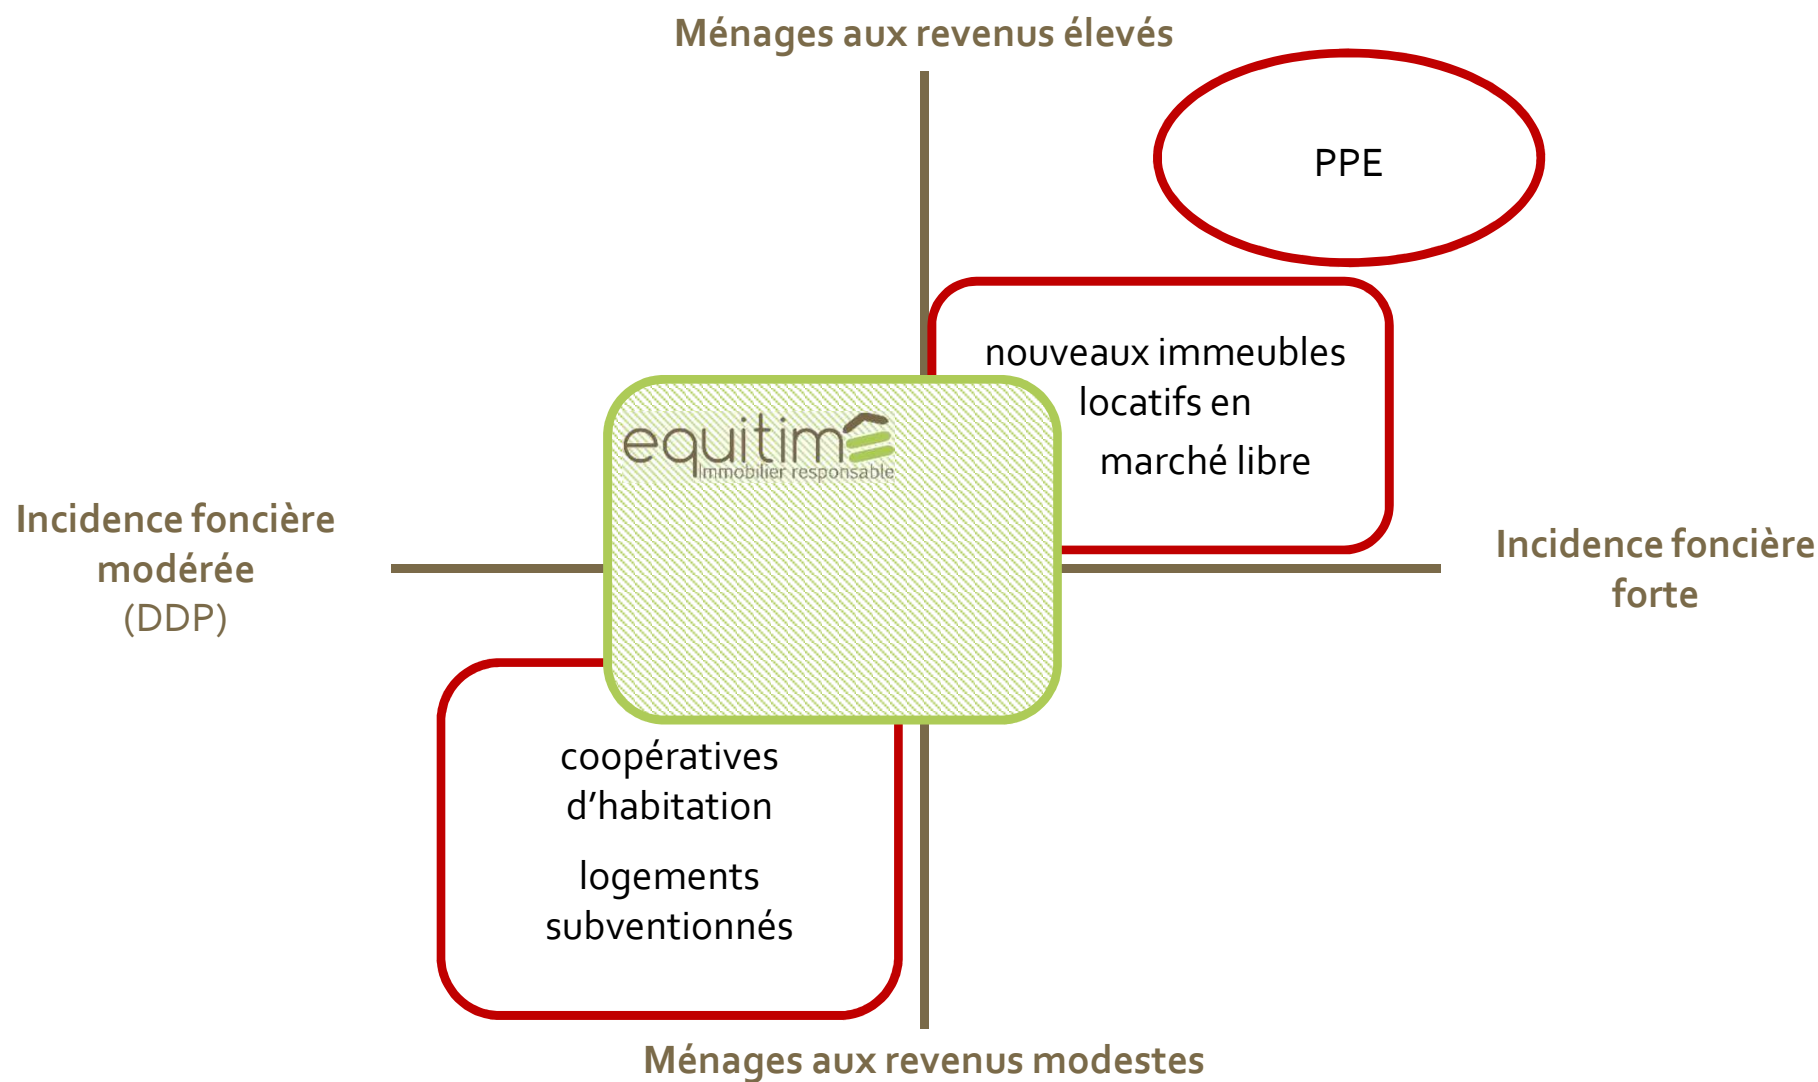 Ménages aux revenus élevés
PPE
nouveaux immeubles
locatifs en
marché libre
equitim
Immobilier responsable
Incidence foncière
modérée
(DDP)
Incidence foncière
forte
coopératives
d’habitation
logements
subventionnés
Ménages aux revenus modestes